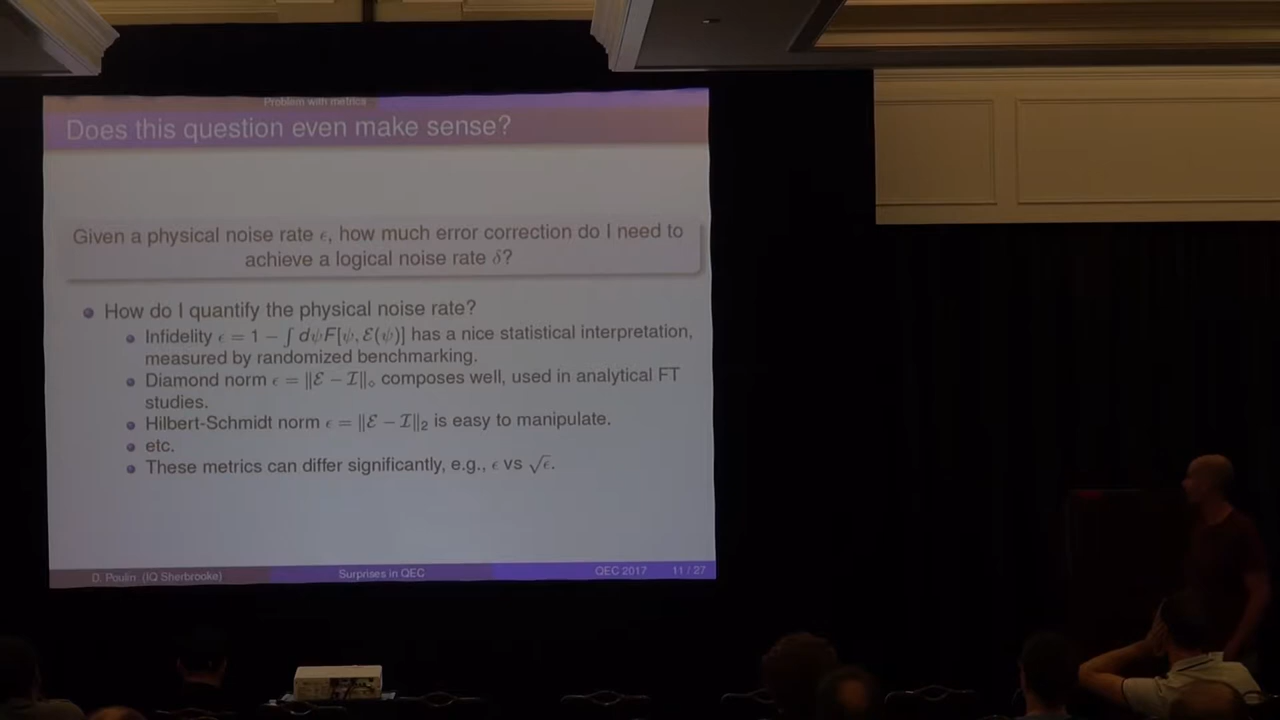 Problem with metrics
Does this question even make sense?
Given a physical noise rate ϵ, how much error correction do I need to
achieve a logical noise rate δ?
How do I quantify the physical noise rate?
Infidelity ϵ = 1 − ∫ dψF[ψ, ℰ(ψ)] has a nice statistical interpretation,
measured by randomized benchmarking.
Diamond norm ϵ = ‖ℰ − ℐ‖⋄ composes well, used in analytical FT
studies.
Hilbert-Schmidt norm ϵ = ‖ℰ − ℐ‖₂ is easy to manipulate.
etc.
These metrics can differ significantly, e.g., ϵ vs √ϵ.
D. Poulin (IQ Sherbrooke) Surprises in QEC QEC 2017 11 / 27